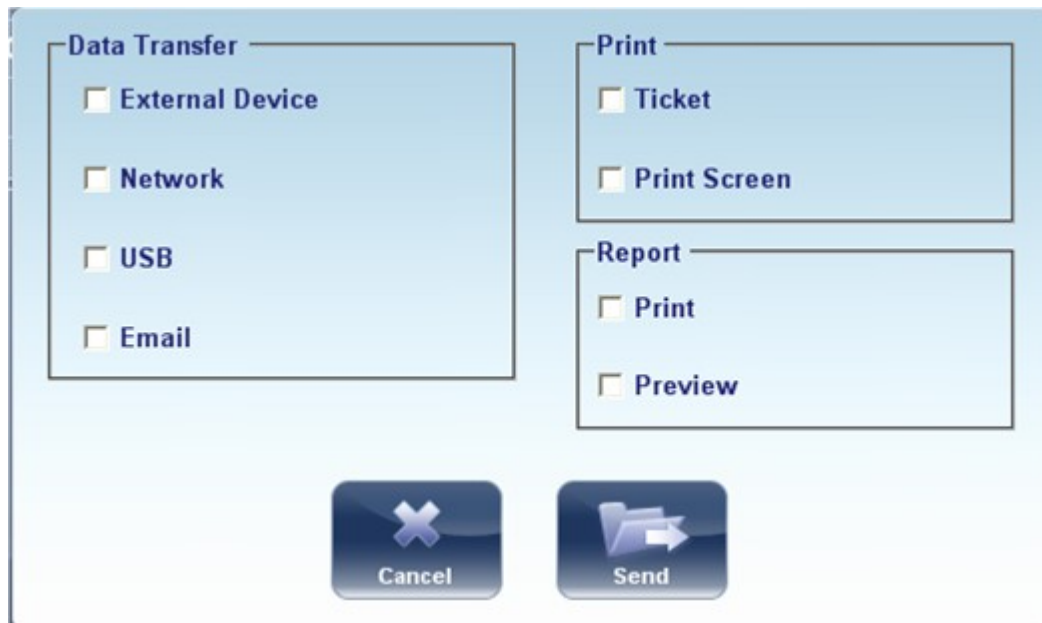 Data Transfer
External Device
Network
USB
Email
Print
Ticket
Print Screen
Report
Print
Preview
Cancel
Send